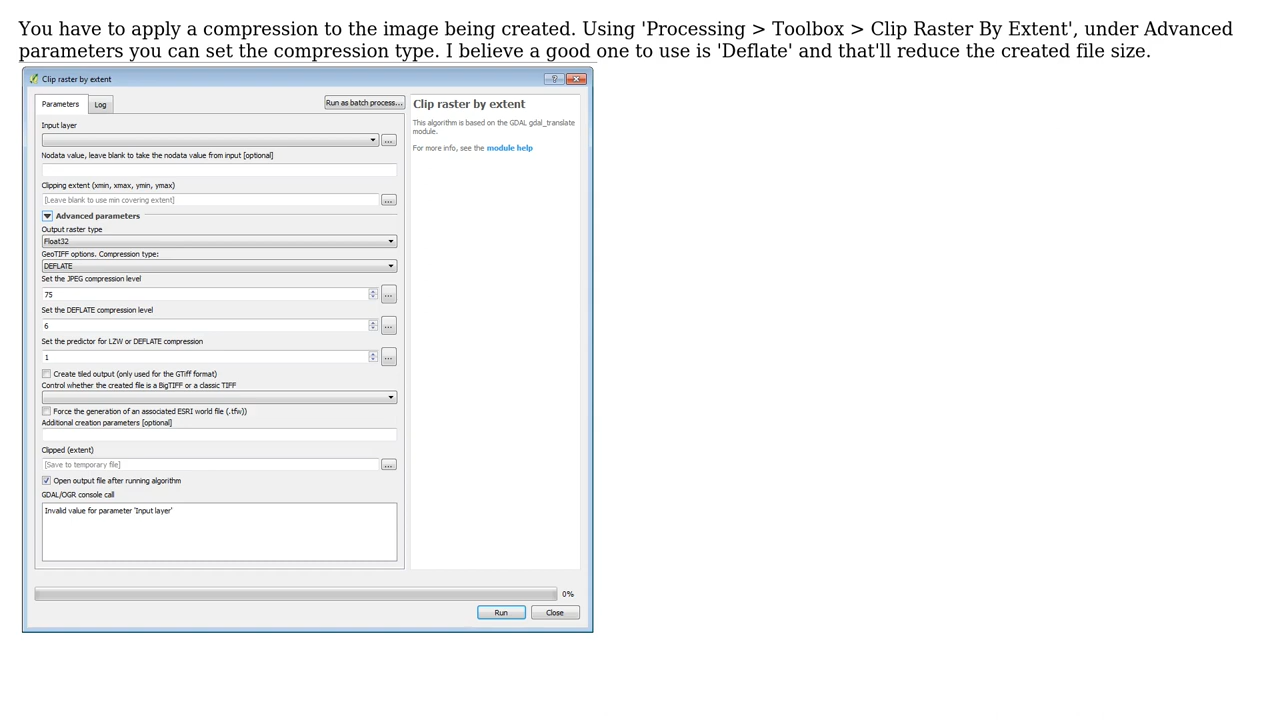 You have to apply a compression to the image being created. Using 'Processing > Toolbox > Clip Raster By Extent', under Advanced
parameters you can set the compression type. I believe a good one to use is 'Deflate' and that'll reduce the created file size.
Clip raster by extent
Parameters
Log
Run as batch process...
Input layer
...
Nodata value, leave blank to take the nodata value from input [optional]
Clipping extent (xmin, xmax, ymin, ymax)
[Leave blank to use min covering extent]
...
Advanced parameters
Output raster type
Float32
GeoTIFF options. Compression type:
DEFLATE
Set the JPEG compression level
75
...
Set the DEFLATE compression level
6
...
Set the predictor for LZW or DEFLATE compression
1
...
Create tiled output (only used for the GTiff format)
Control whether the created file is a BigTIFF or a classic TIFF
Force the generation of an associated ESRI world file (.tfw))
Additional creation parameters [optional]
Clipped (extent)
[Save to temporary file]
...
Open output file after running algorithm
GDAL/OGR console call
Invalid value for parameter 'Input layer'
Clip raster by extent
This algorithm is based on the GDAL gdal_translate
module.
For more info, see the module help
0%
Run
Close